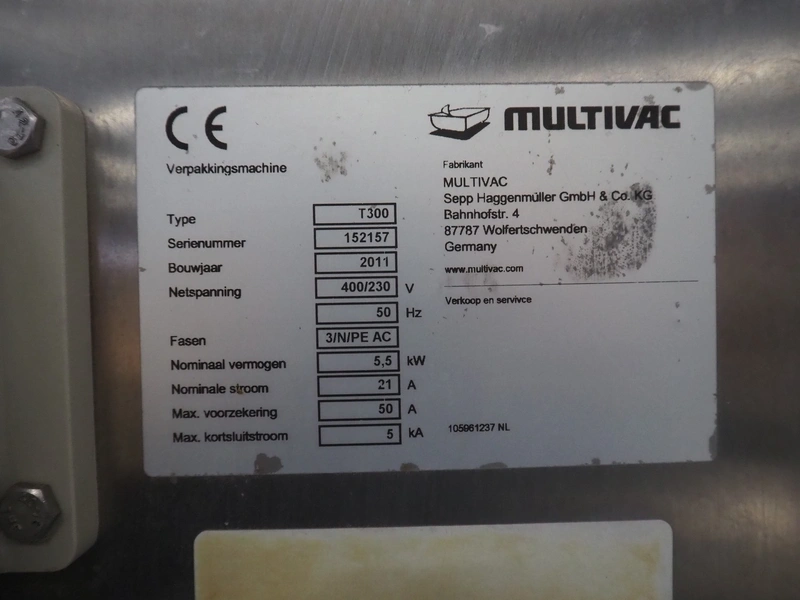 CE
MULTIVAC
Verpakkingsmachine
Type T300
Serienummer 152157
Bouwjaar 2011
Netspanning 400/230 V
50 Hz
Fasen 3/N/PE AC
Nominaal vermogen 5,5 kW
Nominale stroom 21 A
Max. voorzekering 50 A
Max. kortsluitstroom 5 kA
Fabrikant
MULTIVAC
Sepp Haggenmüller GmbH & Co. KG
Bahnhofstr. 4
87787 Wolfertschwenden
Germany
www.multivac.com
Verkoop en servivce
105961237 NL